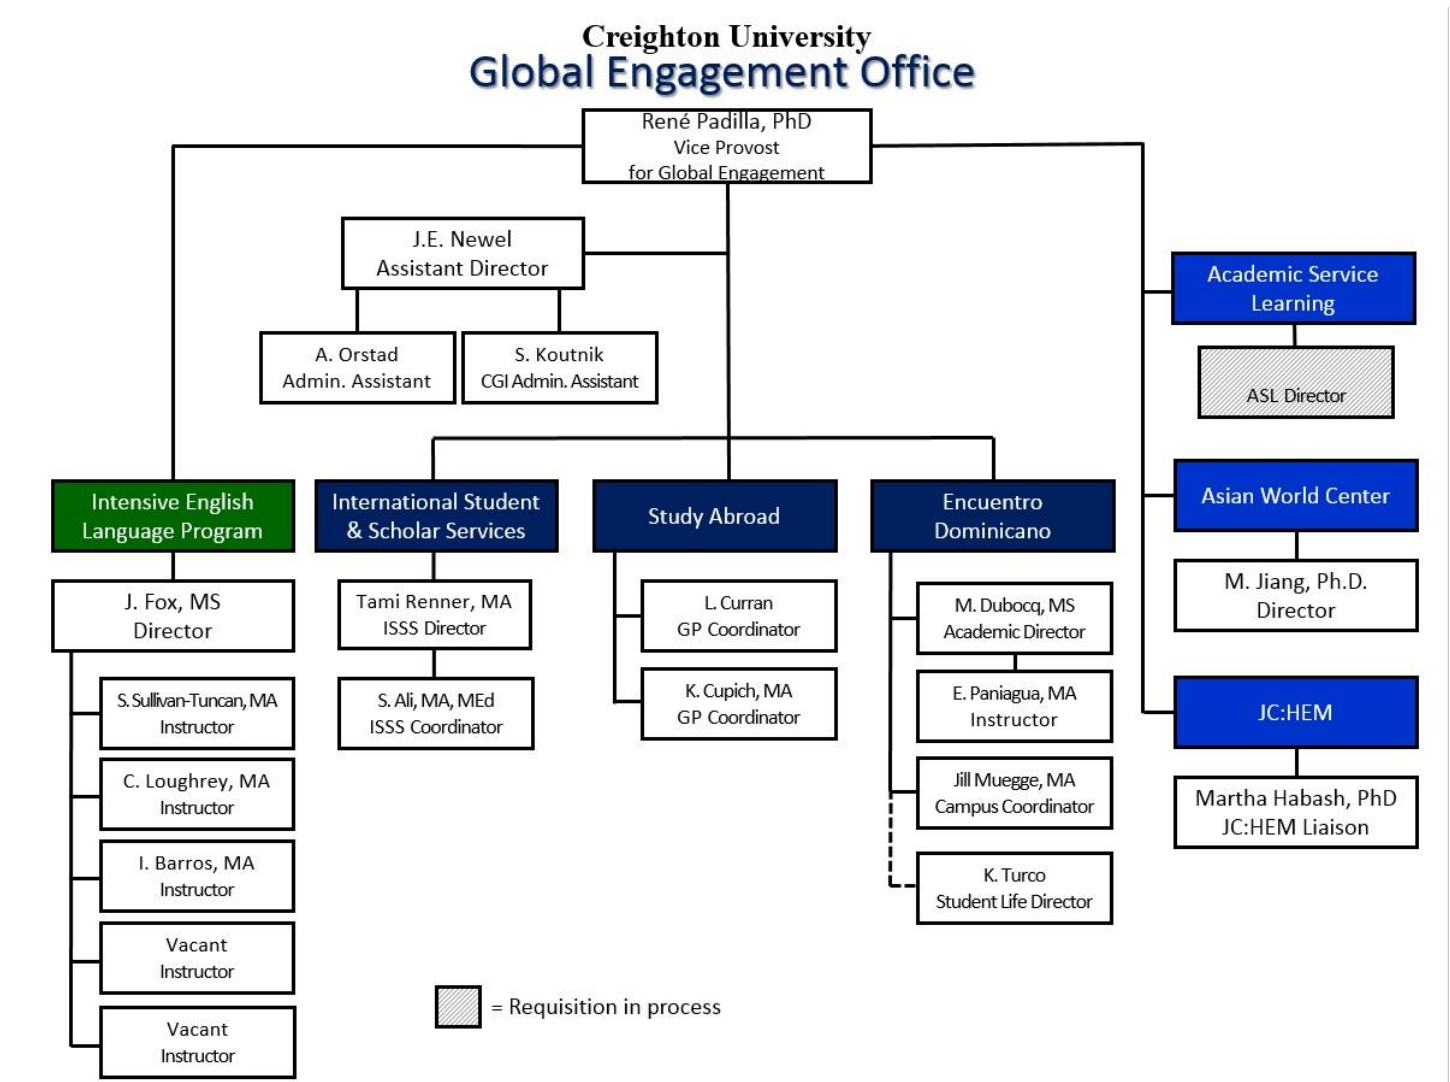 Creighton University
Global Engagement Office
René Padilla, PhD
Vice Provost
for Global Engagement
J.E. Newel
Assistant Director
A. Orstad
Admin. Assistant
S. Koutnik
CGI Admin. Assistant
Academic Service
Learning
ASL Director
Intensive English
Language Program
International Student
& Scholar Services
Study Abroad
Encuentro
Dominicano
Asian World Center
M. Jiang, Ph.D.
Director
J. Fox, MS
Director
S. Sullivan-Tuncan, MA
Instructor
C. Loughrey, MA
Instructor
I. Barros, MA
Instructor
Vacant
Instructor
Vacant
Instructor
Tami Renner, MA
ISSS Director
S. Ali, MA, MEd
ISSS Coordinator
L. Curran
GP Coordinator
K. Cupich, MA
GP Coordinator
M. Dubocq, MS
Academic Director
E. Paniagua, MA
Instructor
Jill Muegge, MA
Campus Coordinator
K. Turco
Student Life Director
JC:HEM
Martha Habash, PhD
JC:HEM Liaison
= Requisition in process